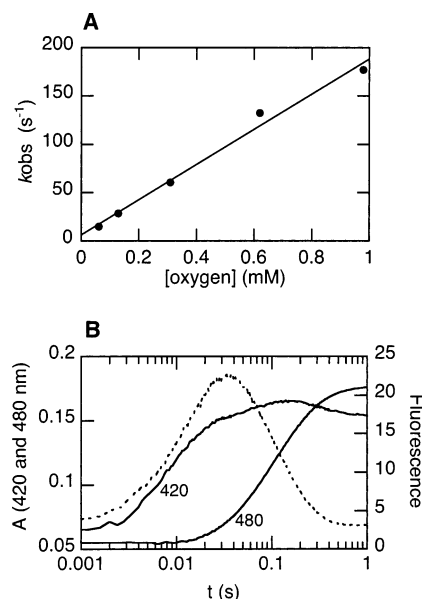 A
kobs (s⁻¹)
200
150
100
50
0
0 0.2 0.4 0.6 0.8 1
[oxygen] (mM)
B
A (420 and 480 nm)
0.2
0.15
0.1
0.05
25
20
15
10
5
0
Fluorescence
420
480
0.001 0.01 0.1 1
t (s)